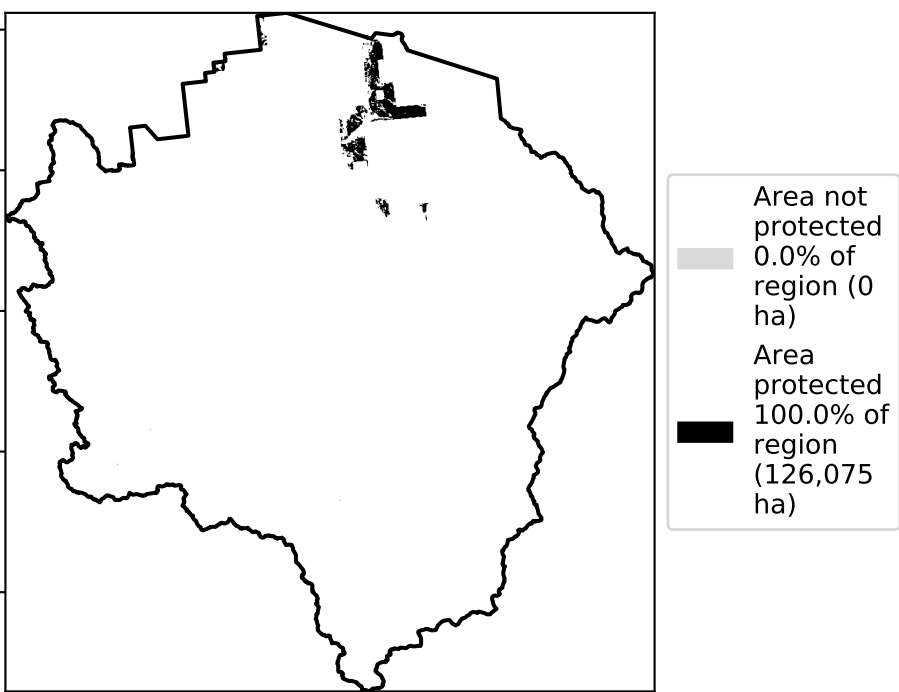 Area not
protected
0.0% of
region (0
ha)
Area
protected
100.0% of
region
(126,075
ha)